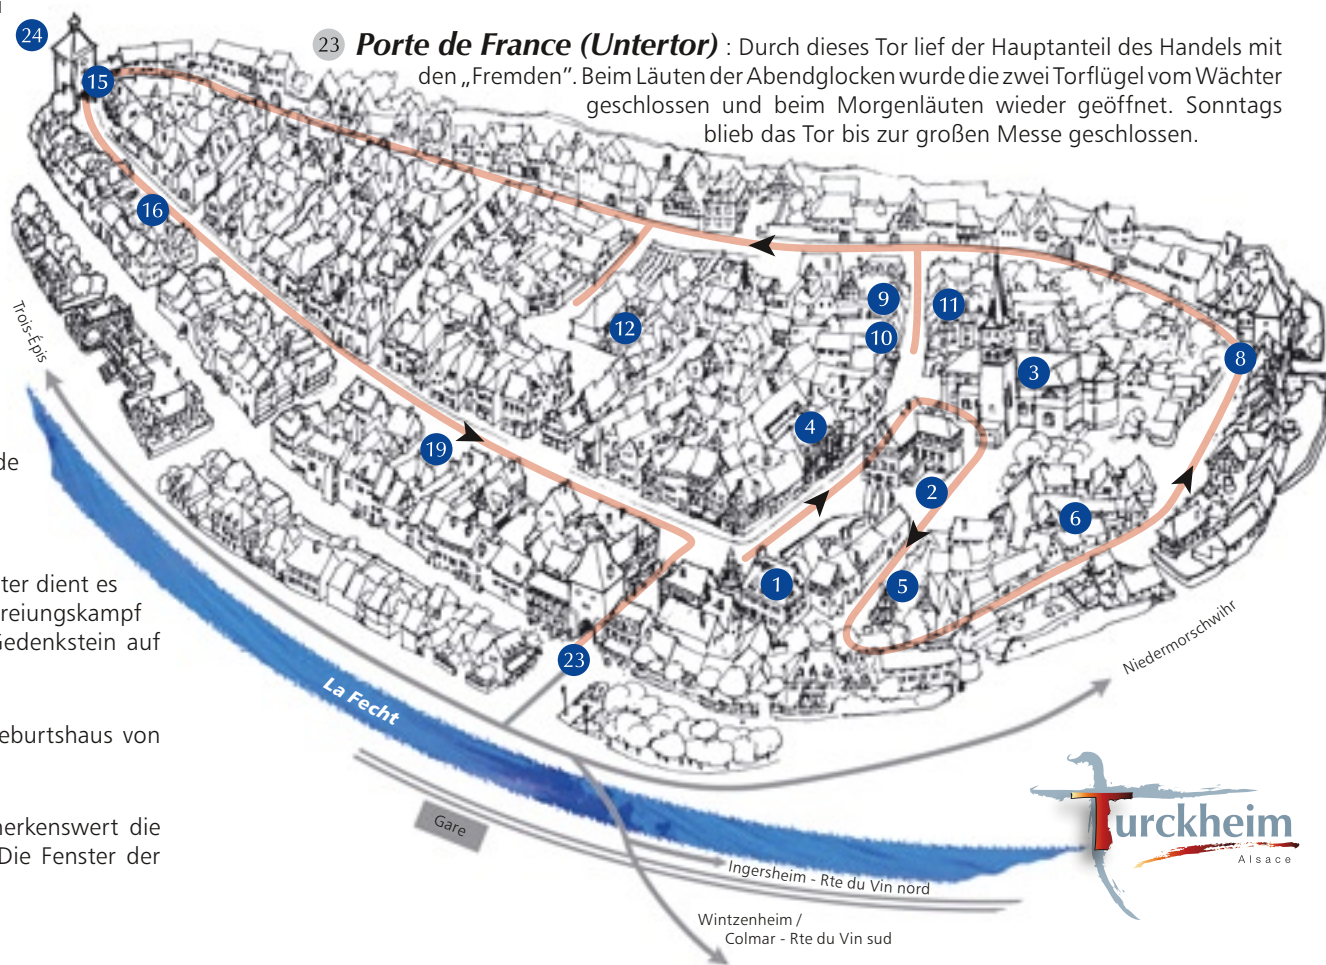 23 Porte de France (Untertor) : Durch dieses Tor lief der Hauptanteil des Handels mit
den „Fremden”. Beim Läuten der Abendglocken wurde die zwei Torflügel vom Wächter
geschlossen und beim Morgenläuten wieder geöffnet. Sonntags
blieb das Tor bis zur großen Messe geschlossen.
24
15
16
9
11
12
10
8
3
Trois-Épis
4
19
de
2
6
ter dient es
reiungskampf
Gedenkstein auf
1
5
23
Niedermorschwihr
La Fecht
eburtshaus von
Gare
Turckheim
Alsace
nerkenswert die
Die Fenster der
Ingersheim - Rte du Vin nord
Wintzenheim /
Colmar - Rte du Vin sud